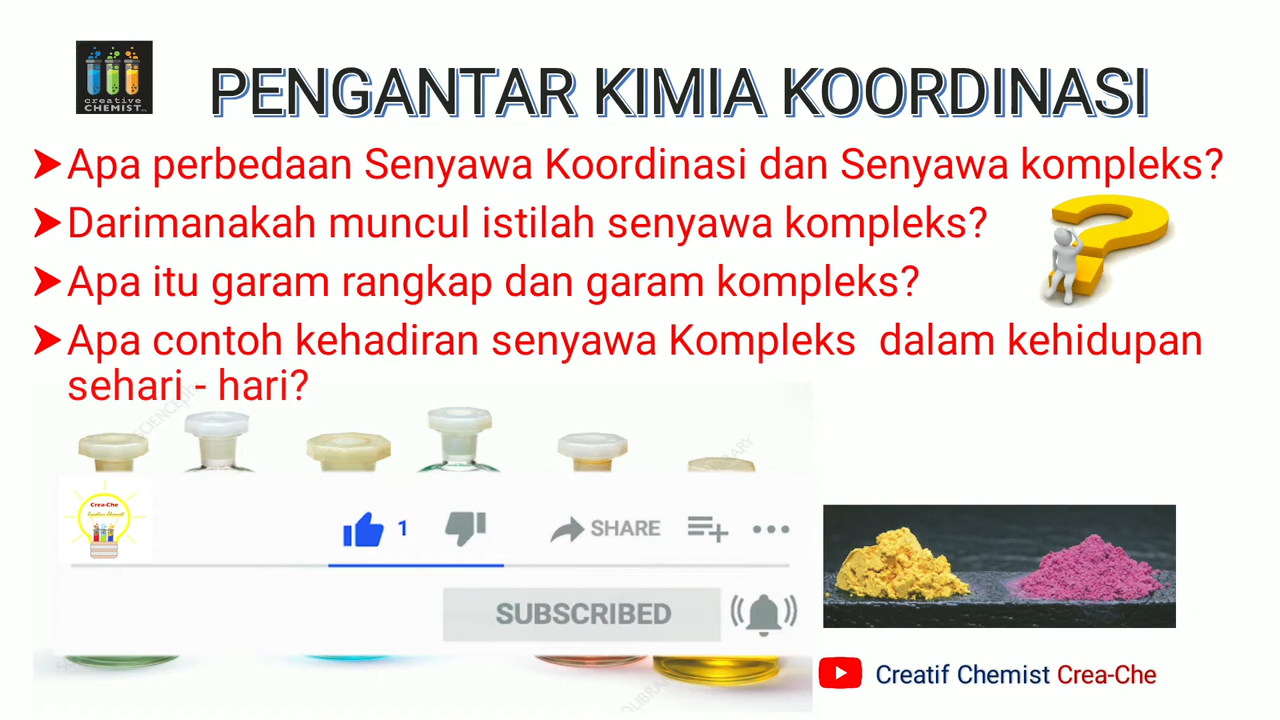 creative
CHEMIST
PENGANTAR KIMIA KOORDINASI
➤Apa perbedaan Senyawa Koordinasi dan Senyawa kompleks?
➤Darimanakah muncul istilah senyawa kompleks?
➤Apa itu garam rangkap dan garam kompleks?
➤Apa contoh kehadiran senyawa Kompleks dalam kehidupan
sehari - hari?
Crea-Che
1
SHARE
SUBSCRIBED
Creatif Chemist Crea-Che